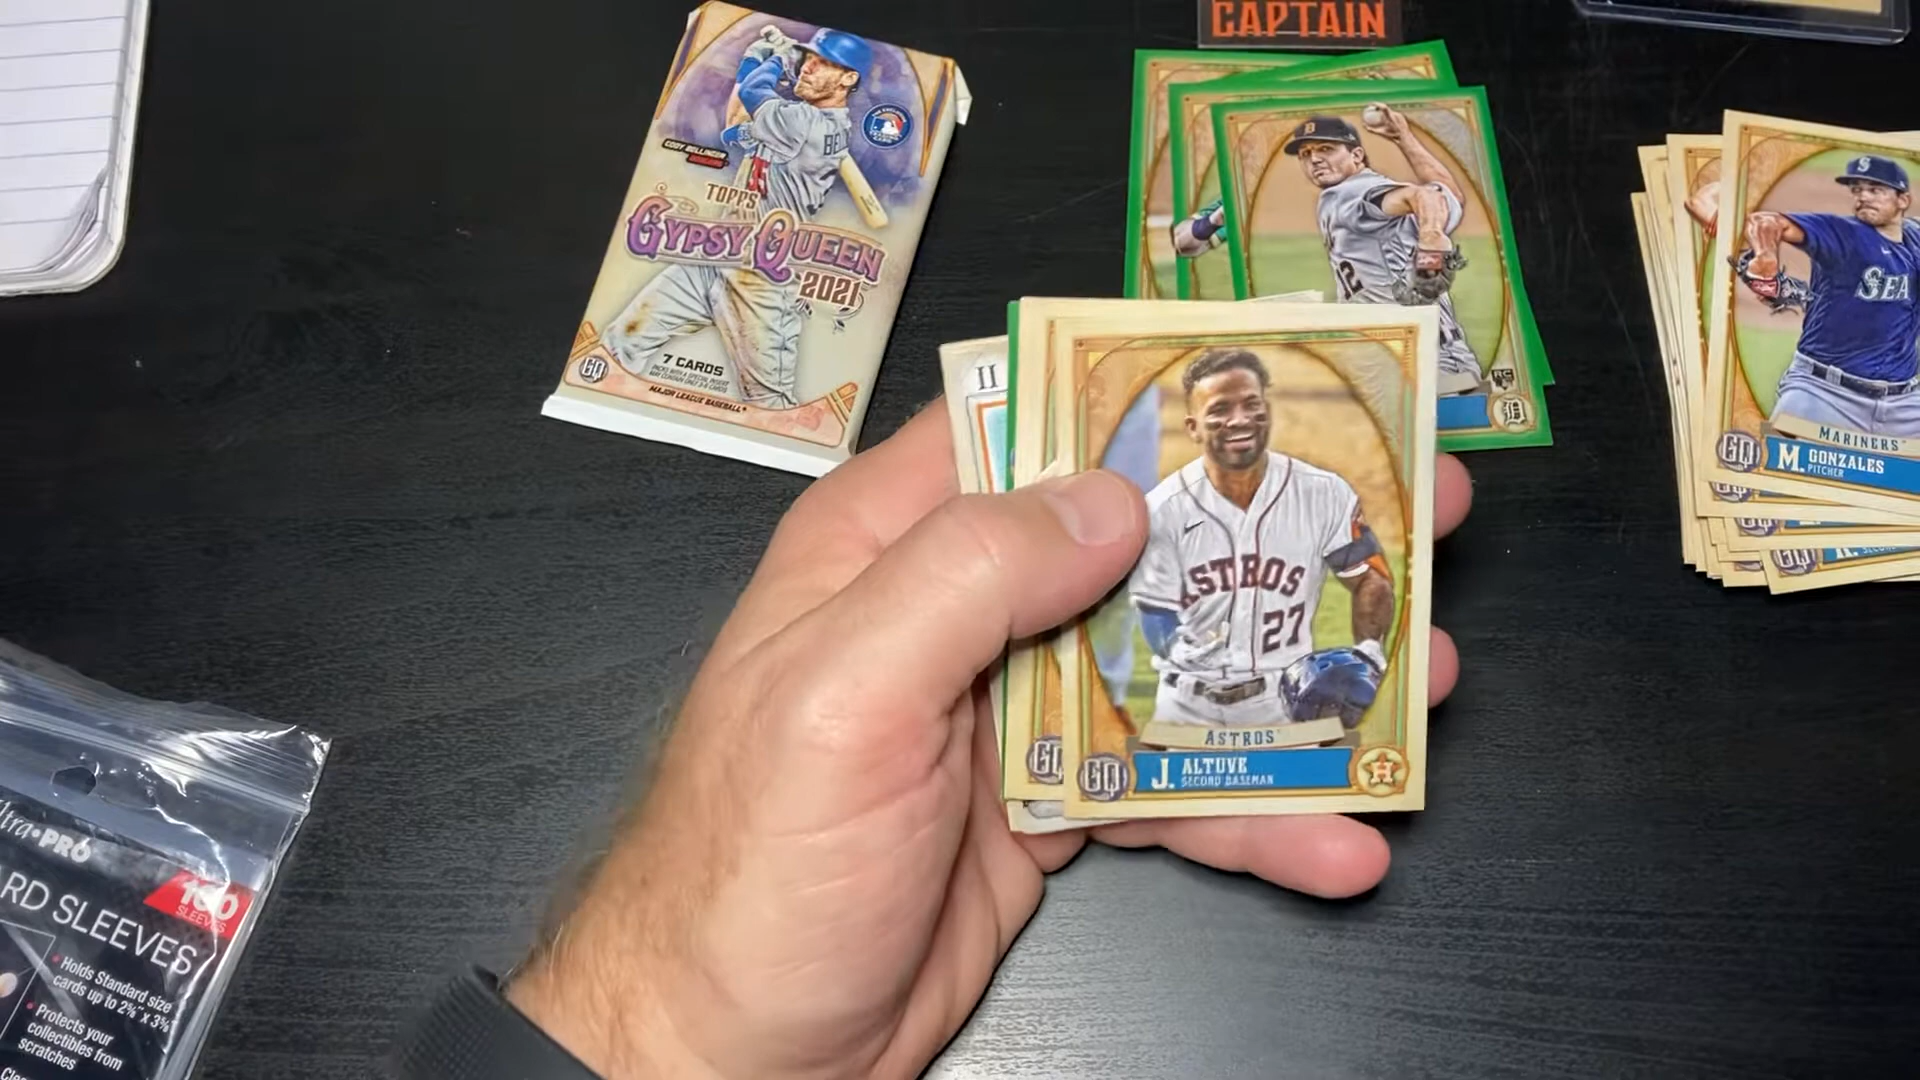 CAPTAIN
CODY BELLINGER
DODGERS
TOPPS
GYPSY QUEEN
2021
7 CARDS
MAJOR LEAGUE BASEBALL
GQ
12
RC
II
SEA
MARINERS
GQ
M. GONZALES
PITCHER
ASTROS
27
ASTROS
GQ
J. ALTUVE
SECOND BASEMAN
H
GQ
PRO
100
SLEEVES
RD SLEEVES
• Holds Standard size
cards up to 2⅝" x 3⅝"
• Protects your
collectibles from
scratches